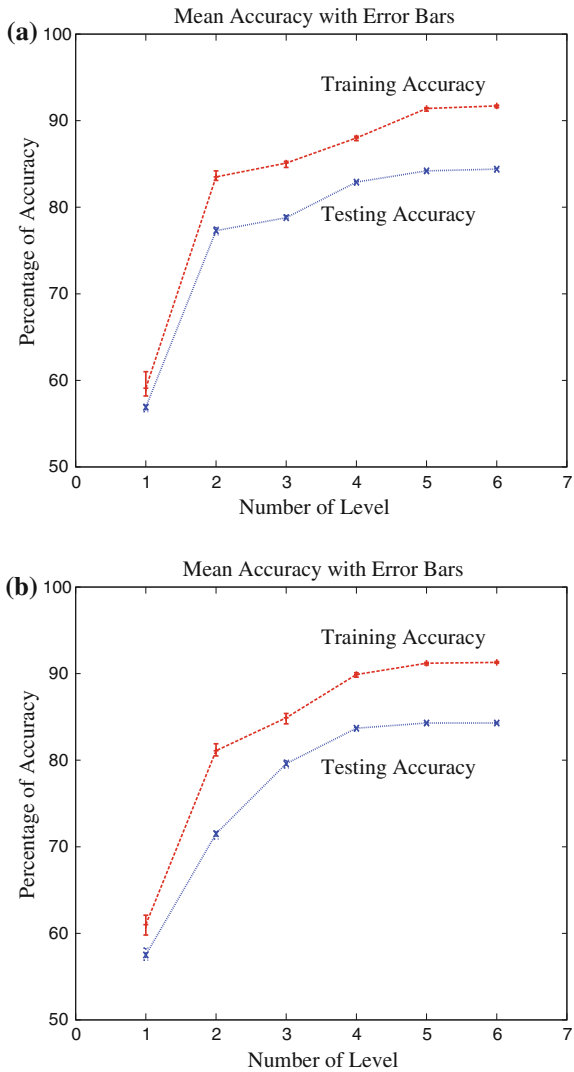 (a)
Mean Accuracy with Error Bars
100
90
80
70
60
50
Percentage of Accuracy
Training Accuracy
Testing Accuracy
0 1 2 3 4 5 6 7
Number of Level
(b)
Mean Accuracy with Error Bars
100
90
80
70
60
50
Percentage of Accuracy
Training Accuracy
Testing Accuracy
0 1 2 3 4 5 6 7
Number of Level